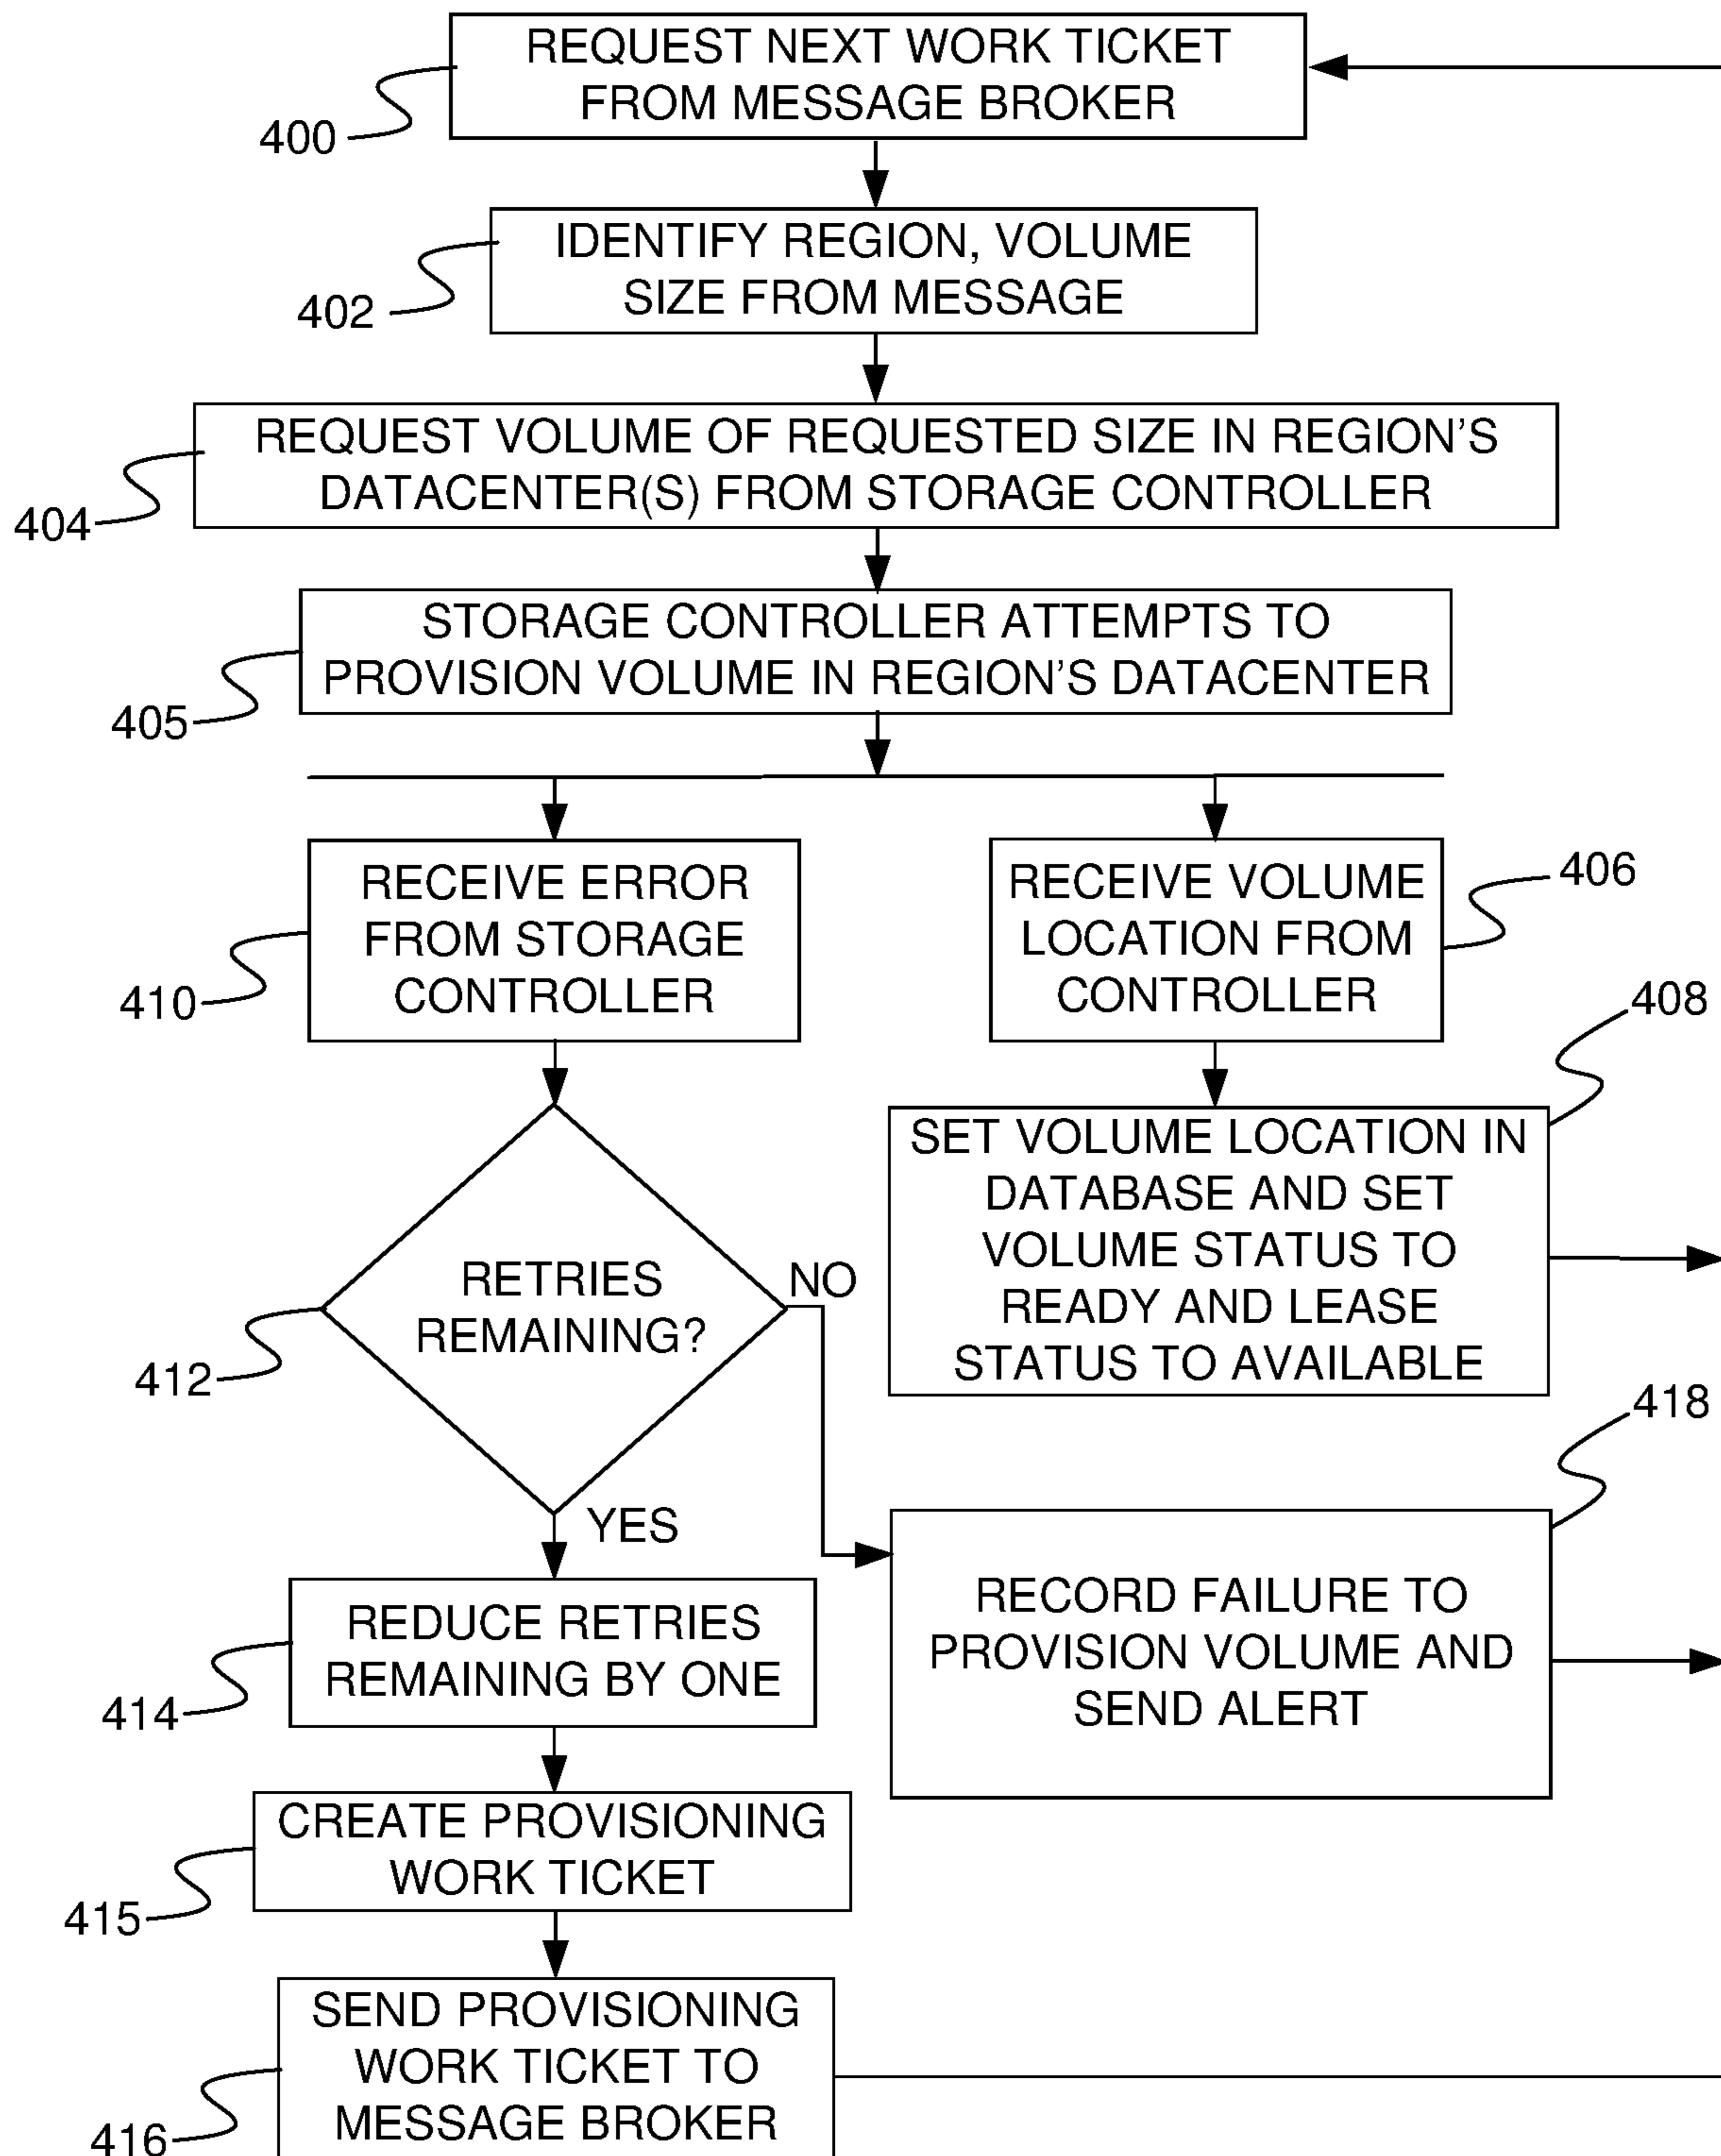 REQUEST NEXT WORK TICKET
FROM MESSAGE BROKER
400
IDENTIFY REGION, VOLUME
SIZE FROM MESSAGE
402
REQUEST VOLUME OF REQUESTED SIZE IN REGION'S
DATACENTER(S) FROM STORAGE CONTROLLER
404
STORAGE CONTROLLER ATTEMPTS TO
PROVISION VOLUME IN REGION'S DATACENTER
405
RECEIVE ERROR
FROM STORAGE
CONTROLLER
410
RECEIVE VOLUME
LOCATION FROM
CONTROLLER
406
408
SET VOLUME LOCATION IN
DATABASE AND SET
VOLUME STATUS TO
READY AND LEASE
STATUS TO AVAILABLE
RETRIES
REMAINING?
NO
412
YES
418
RECORD FAILURE TO
PROVISION VOLUME AND
SEND ALERT
REDUCE RETRIES
REMAINING BY ONE
414
CREATE PROVISIONING
WORK TICKET
415
SEND PROVISIONING
WORK TICKET TO
MESSAGE BROKER
416